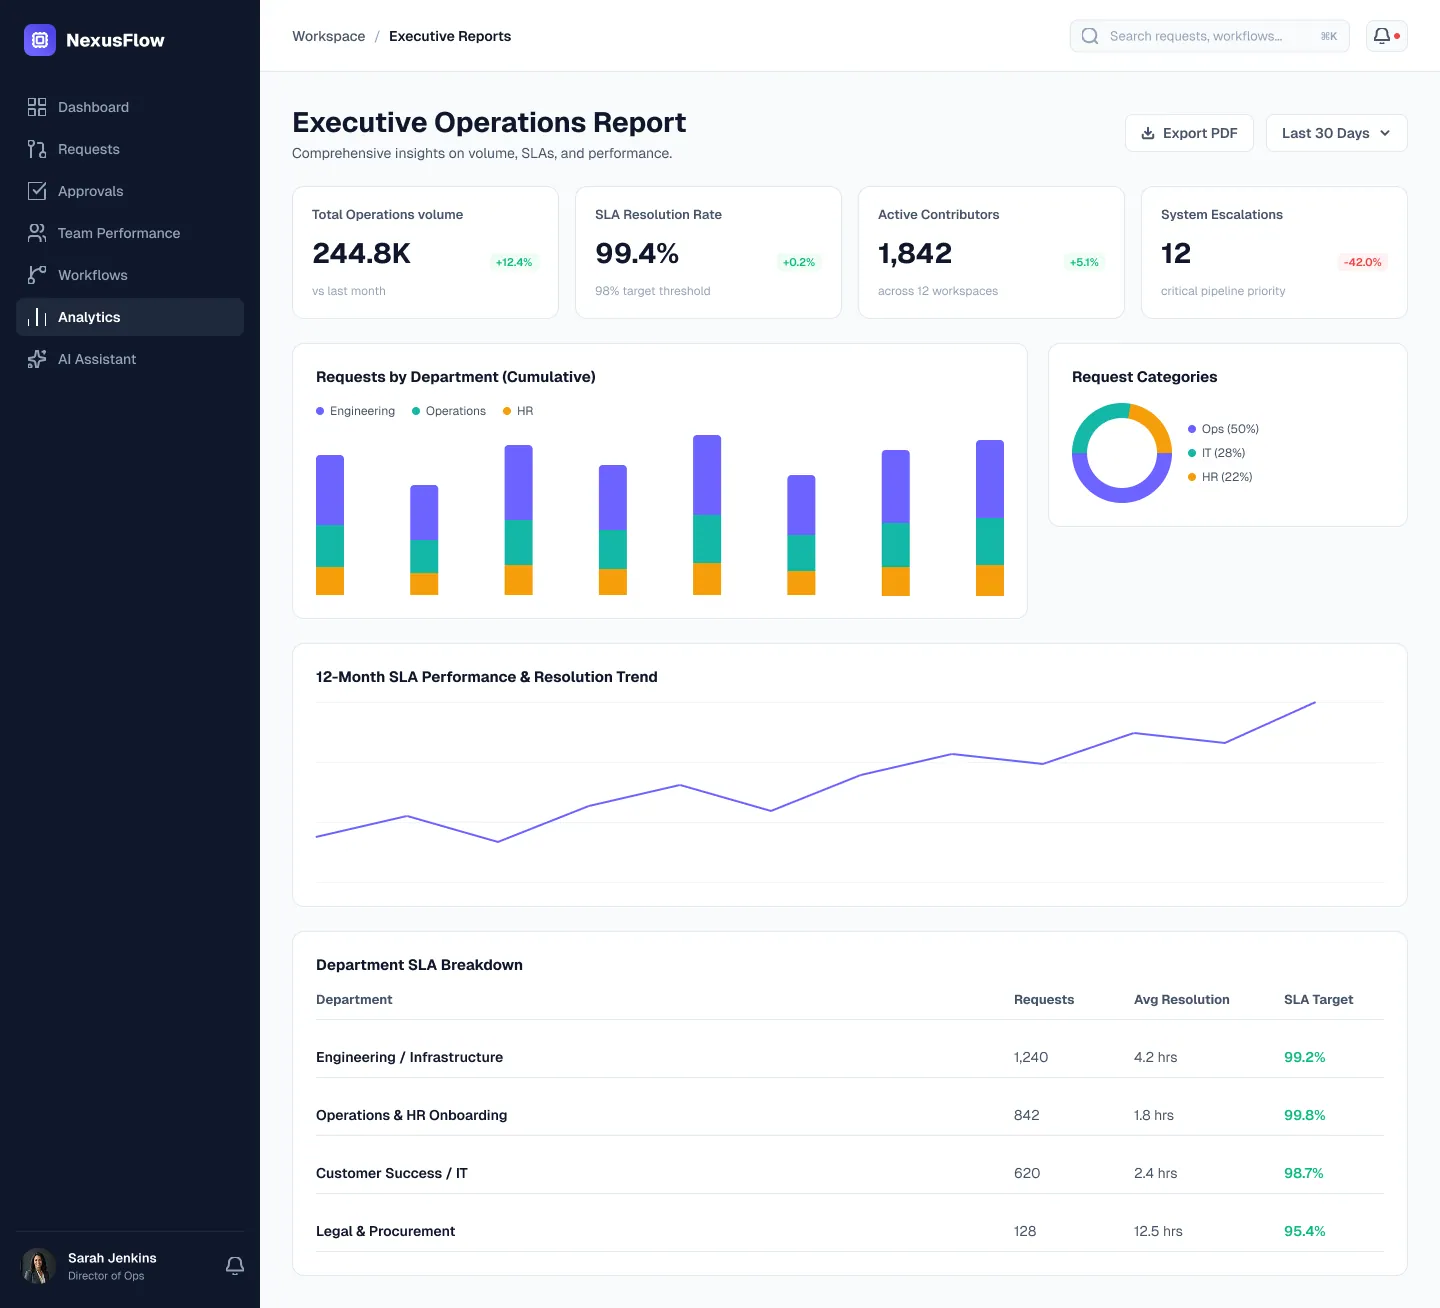 NexusFlow
Dashboard
Requests
Approvals
Team Performance
Workflows
Analytics
AI Assistant
Sarah Jenkins
Director of Ops
Workspace / Executive Reports
Search requests, workflows...
⌘K
Executive Operations Report
Comprehensive insights on volume, SLAs, and performance.
Export PDF
Last 30 Days
Total Operations volume
244.8K
+12.4%
vs last month
SLA Resolution Rate
99.4%
+0.2%
98% target threshold
Active Contributors
1,842
+5.1%
across 12 workspaces
System Escalations
12
-42.0%
critical pipeline priority
Requests by Department (Cumulative)
Engineering
Operations
HR
Request Categories
Ops (50%)
IT (28%)
HR (22%)
12-Month SLA Performance & Resolution Trend
Department SLA Breakdown
Department Requests Avg Resolution SLA Target
Engineering / Infrastructure 1,240 4.2 hrs 99.2%
Operations & HR Onboarding 842 1.8 hrs 99.8%
Customer Success / IT 620 2.4 hrs 98.7%
Legal & Procurement 128 12.5 hrs 95.4%